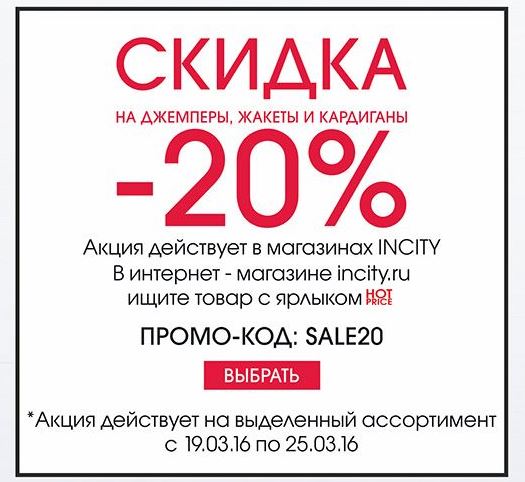 СКИДКА
НА ДЖЕМПЕРЫ, ЖАКЕТЫ И КАРДИГАНЫ
-20%
Акция действует в магазинах INCITY
В интернет - магазине incity.ru
ищите товар с ярлыком HOT PRICE
ПРОМО-КОД: SALE20
ВЫБРАТЬ
*Акция действует на выделенный ассортимент
с 19.03.16 по 25.03.16